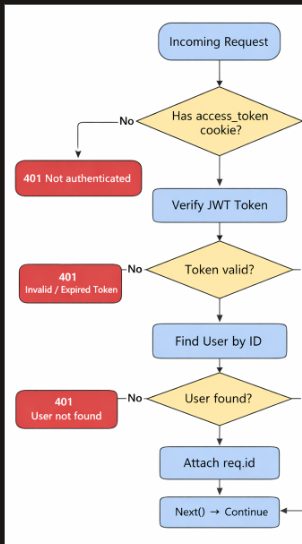 Incoming Request
Has access_token
cookie?
No
401 Not authenticated
Verify JWT Token
Token valid?
No
401
Invalid / Expired Token
Find User by ID
User found?
No
401
User not found
Attach req.id
Next() → Continue